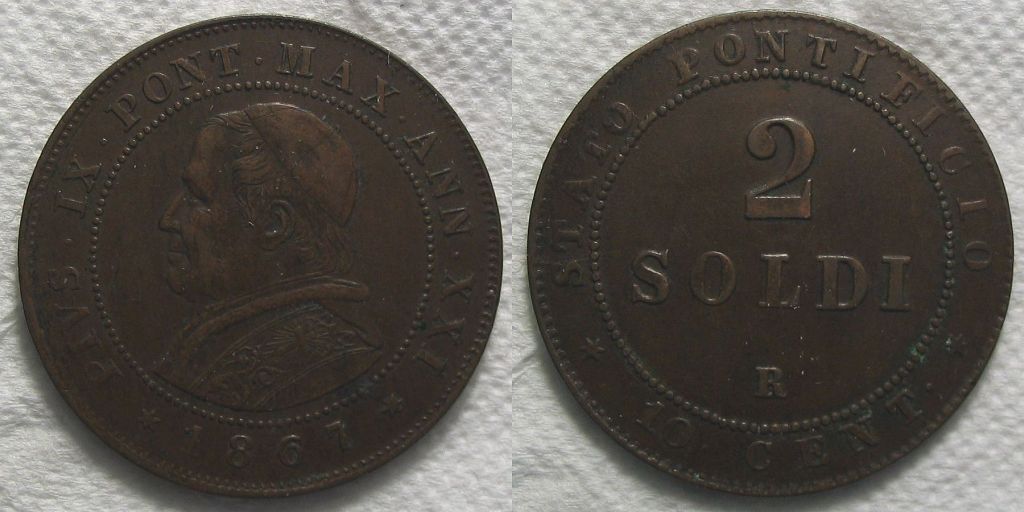 PIVS · IX · PONT · MAX · ANN · XXI
* 1867 *
STATO PONTIFICIO
2
SOLDI
R
* 10 CENT. *